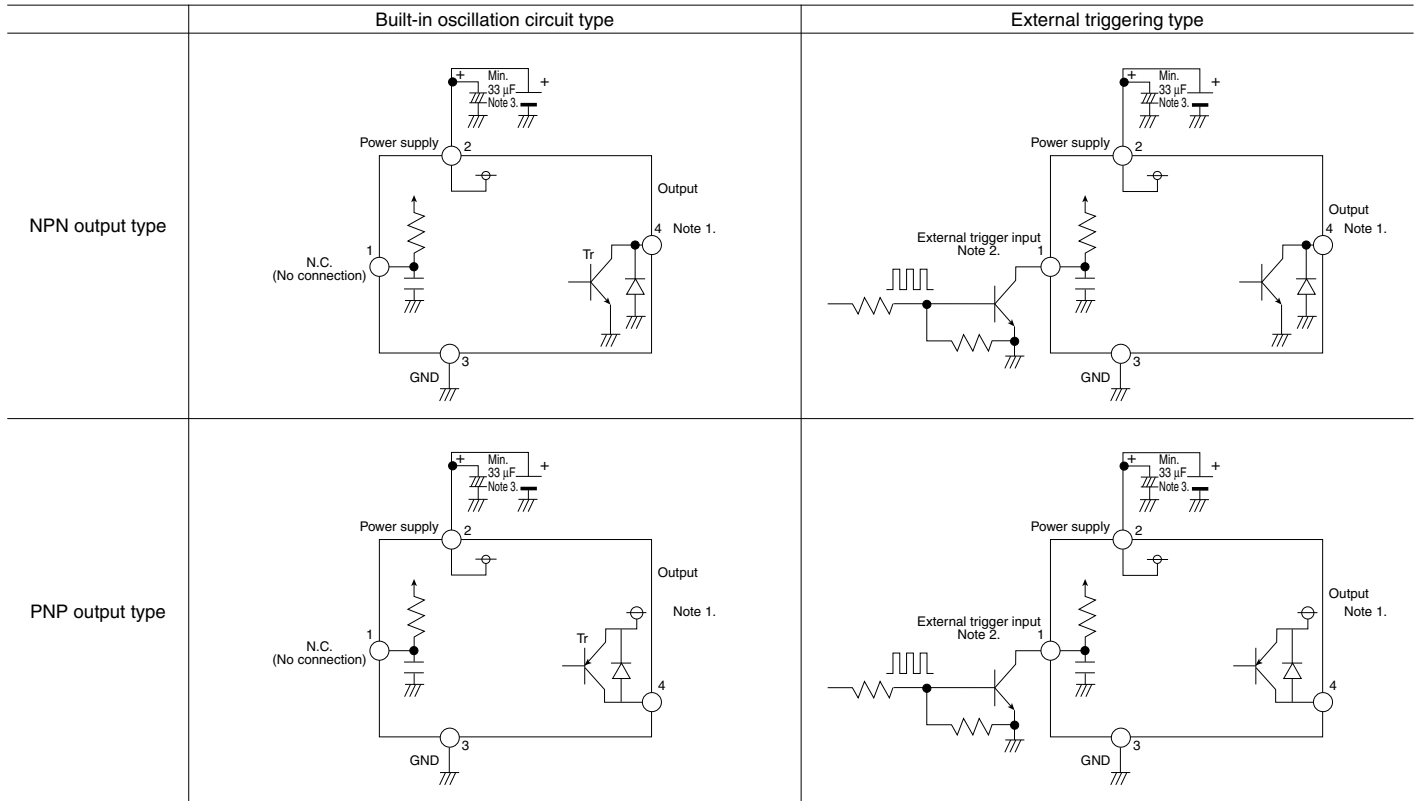 Built-in oscillation circuit type
External triggering type
NPN output type
+
Min.
33 µF
Note 3.
+
Power supply
2
Output
4
Note 1.
1
N.C.
(No connection)
Tr
3
GND
+
Min.
33 µF
Note 3.
+
Power supply
2
Output
4
Note 1.
External trigger input
Note 2.
1
Tr
3
GND
PNP output type
+
Min.
33 µF
Note 3.
+
Power supply
2
Output
Note 1.
1
N.C.
(No connection)
Tr
4
3
GND
+
Min.
33 µF
Note 3.
+
Power supply
2
Output
Note 1.
External trigger input
Note 2.
1
Tr
4
3
GND